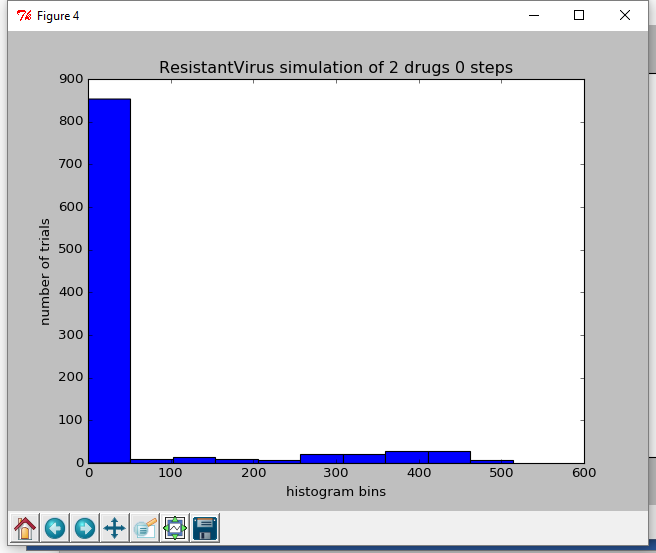 Figure 4
ResistantVirus simulation of 2 drugs 0 steps
900
800
700
600
500
400
300
200
100
0
number of trials
0 100 200 300 400 500 600
histogram bins